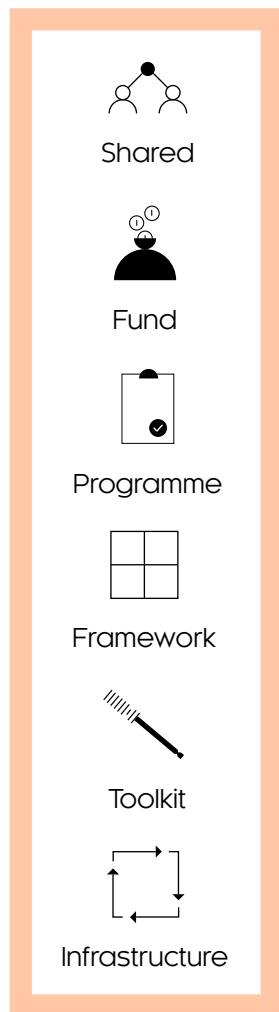 Shared
Fund
Programme
Framework
Toolkit
Infrastructure